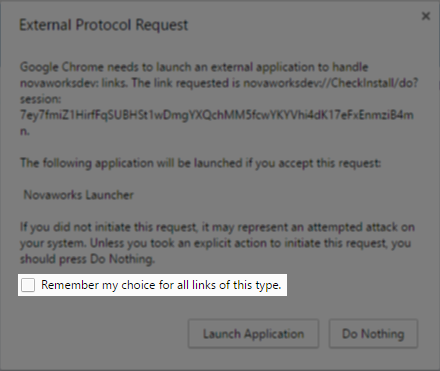 External Protocol Request
Google Chrome needs to launch an external application to handle
novaworksdev: links. The link requested is novaworksdev://CheckInstall/do?
session:
7ey7fmiZ1HirfFqSUBHSt1wDmgYXQchMM5fcwYKYVhi4dK17eFxEnmziB4m
n.
The following application will be launched if you accept this request:
Novaworks Launcher
If you did not initiate this request, it may represent an attempted attack on
your system. Unless you took an explicit action to initiate this request, you
should press Do Nothing.
Remember my choice for all links of this type.
Launch Application Do Nothing